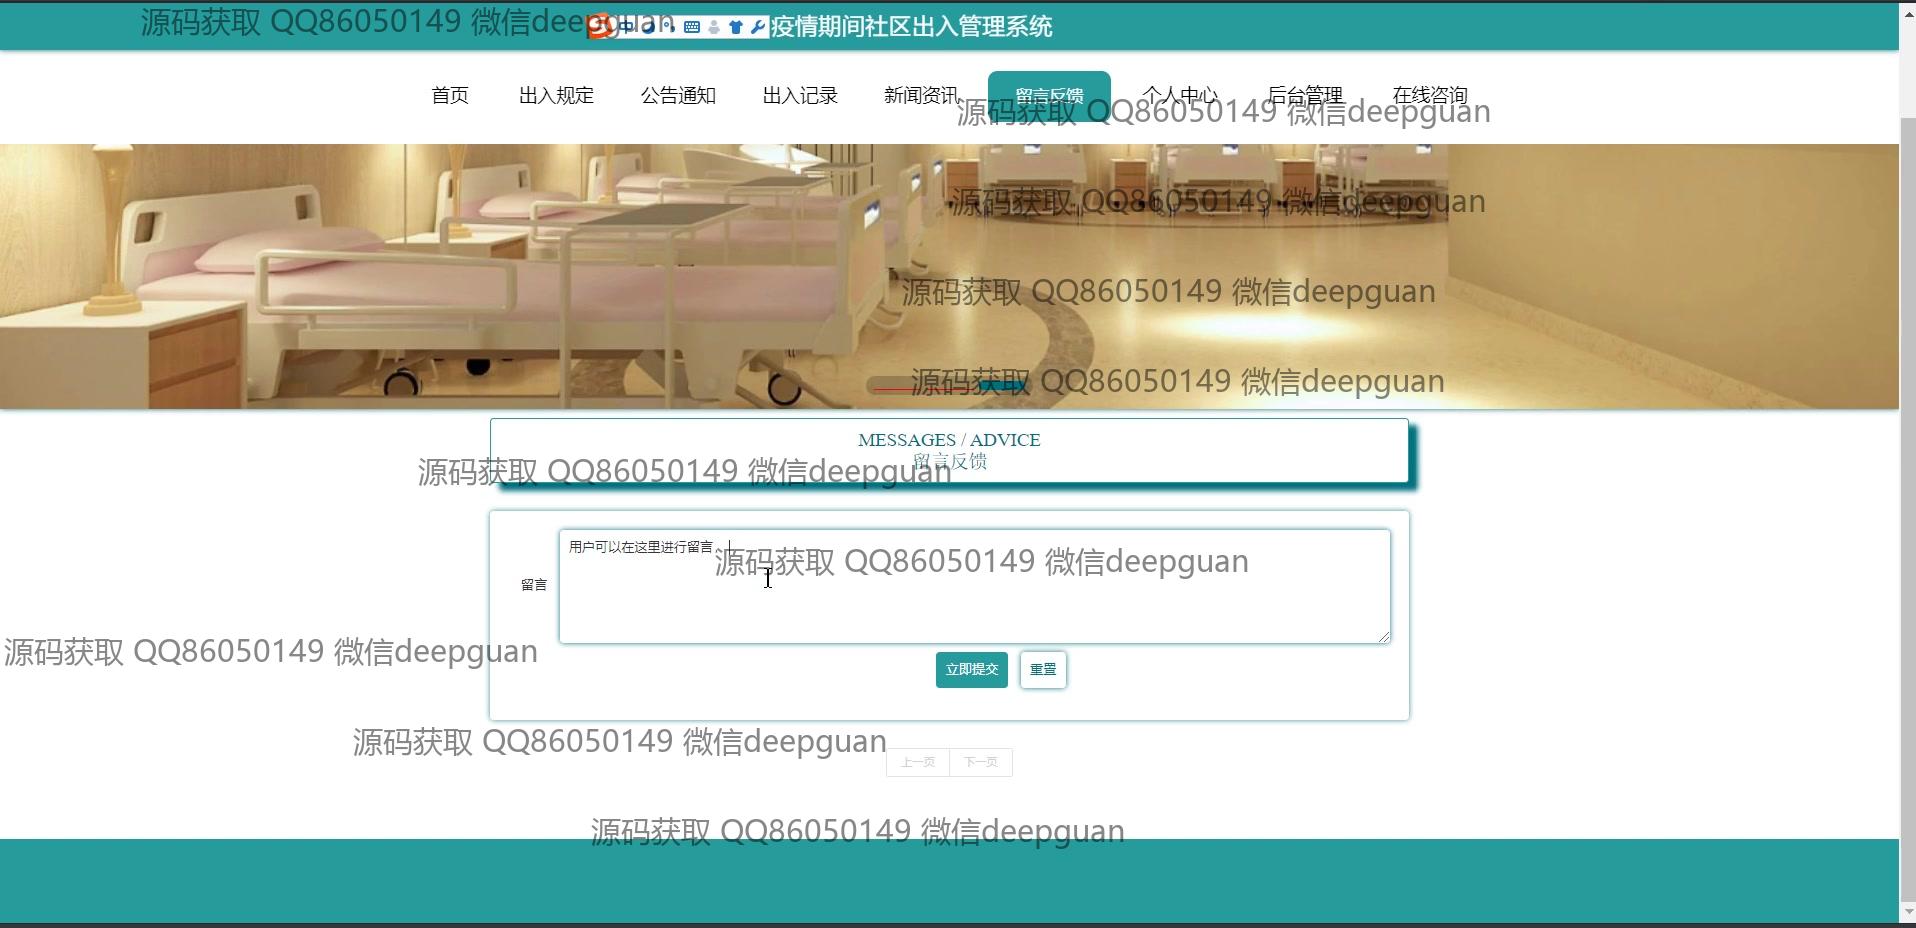 源码获取 QQ86050149 微信deepguan
中
疫情期间社区出入管理系统
首页 出入规定 公告通知 出入记录 新闻资讯 留言反馈 个人中心 后台管理 在线咨询
源码获取 QQ86050149 微信deepguan
源码获取 QQ86050149 微信deepguan
源码获取 QQ86050149 微信deepguan
源码获取 QQ86050149 微信deepguan
MESSAGES / ADVICE
留言反馈
源码获取 QQ86050149 微信deepguan
用户可以在这里进行留言
源码获取 QQ86050149 微信deepguan
留言
源码获取 QQ86050149 微信deepguan
立即提交 重置
源码获取 QQ86050149 微信deepguan
上一页 下一页
源码获取 QQ86050149 微信deepguan